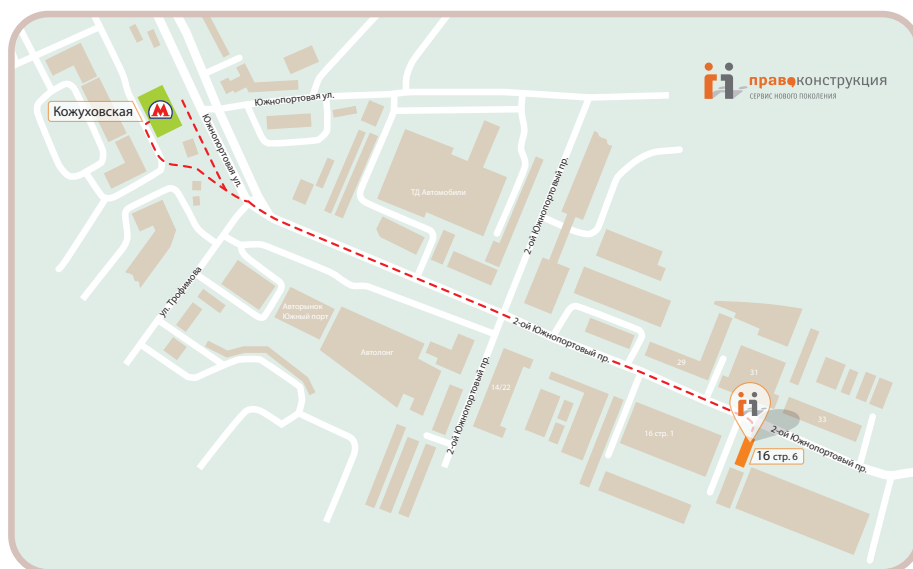 правоконструкция
СЕРВИС НОВОГО ПОКОЛЕНИЯ
Кожуховская
Южнопортовая ул.
Южнопортовая ул.
ТД Автомобили
2-ой Южнопортовый пр.
ул. Трофимова
Авторынок
Южный порт
Автолонг
2-ой Южнопортовый пр.
14/22
2-ой Южнопортовый пр.
29
31
33
16 стр. 1
2-ой Южнопортовый пр.
16 стр. 6